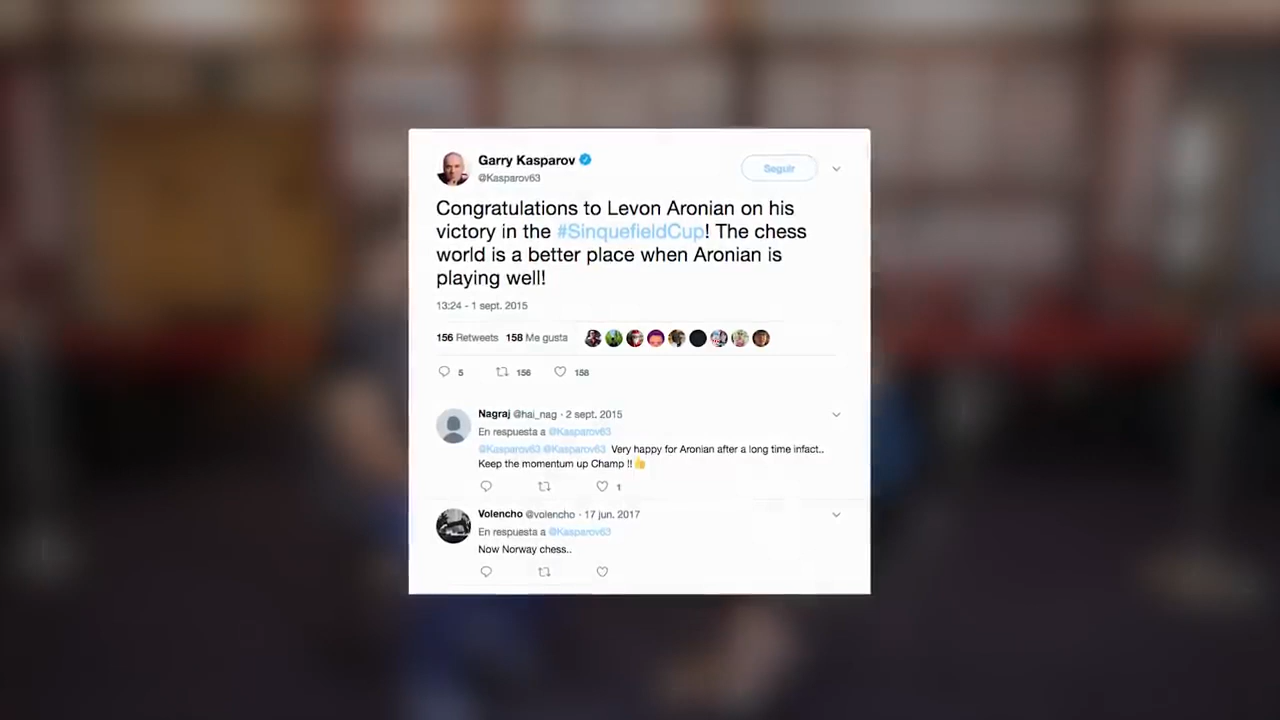 Garry Kasparov
@Kasparov63
Seguir
Congratulations to Levon Aronian on his
victory in the #SinquefieldCup! The chess
world is a better place when Aronian is
playing well!
13:24 - 1 sept. 2015
156 Retweets 158 Me gusta
5 156 158
Nagraj @haj_nag · 2 sept. 2015
En respuesta a @Kasparov63
@Kasparov63 @Kasparov63 Very happy for Aronian after a long time infact..
Keep the momentum up Champ !!👍
1
Volencho @volencho · 17 jun. 2017
En respuesta a @Kasparov63
Now Norway chess..